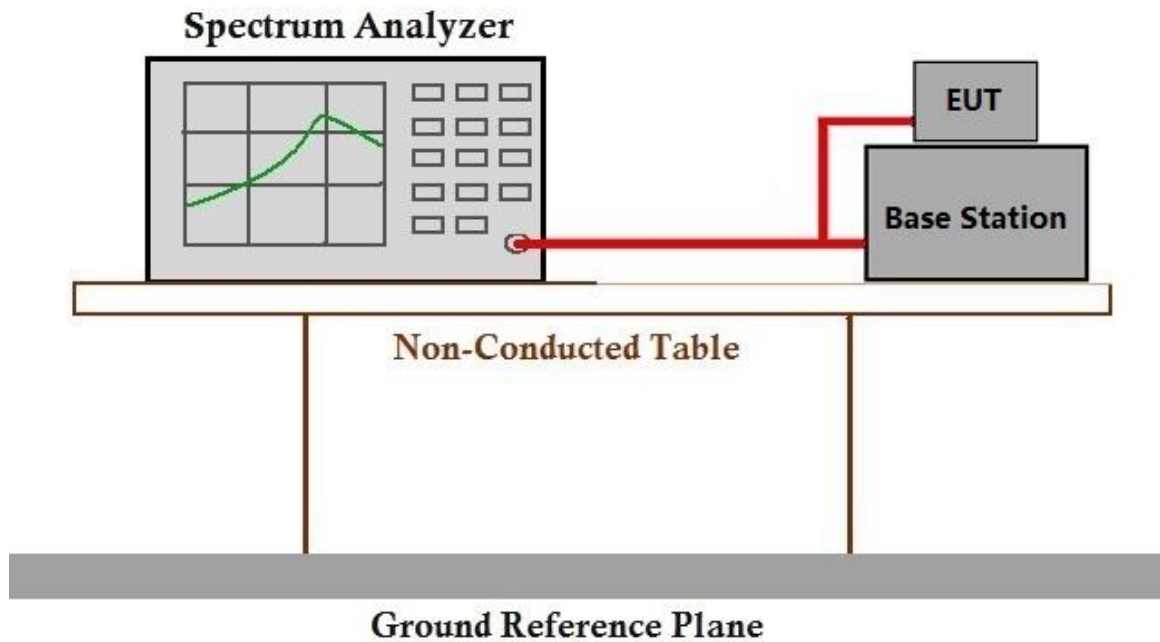 Spectrum Analyzer
EUT
Base Station
Non-Conducted Table
Ground Reference Plane